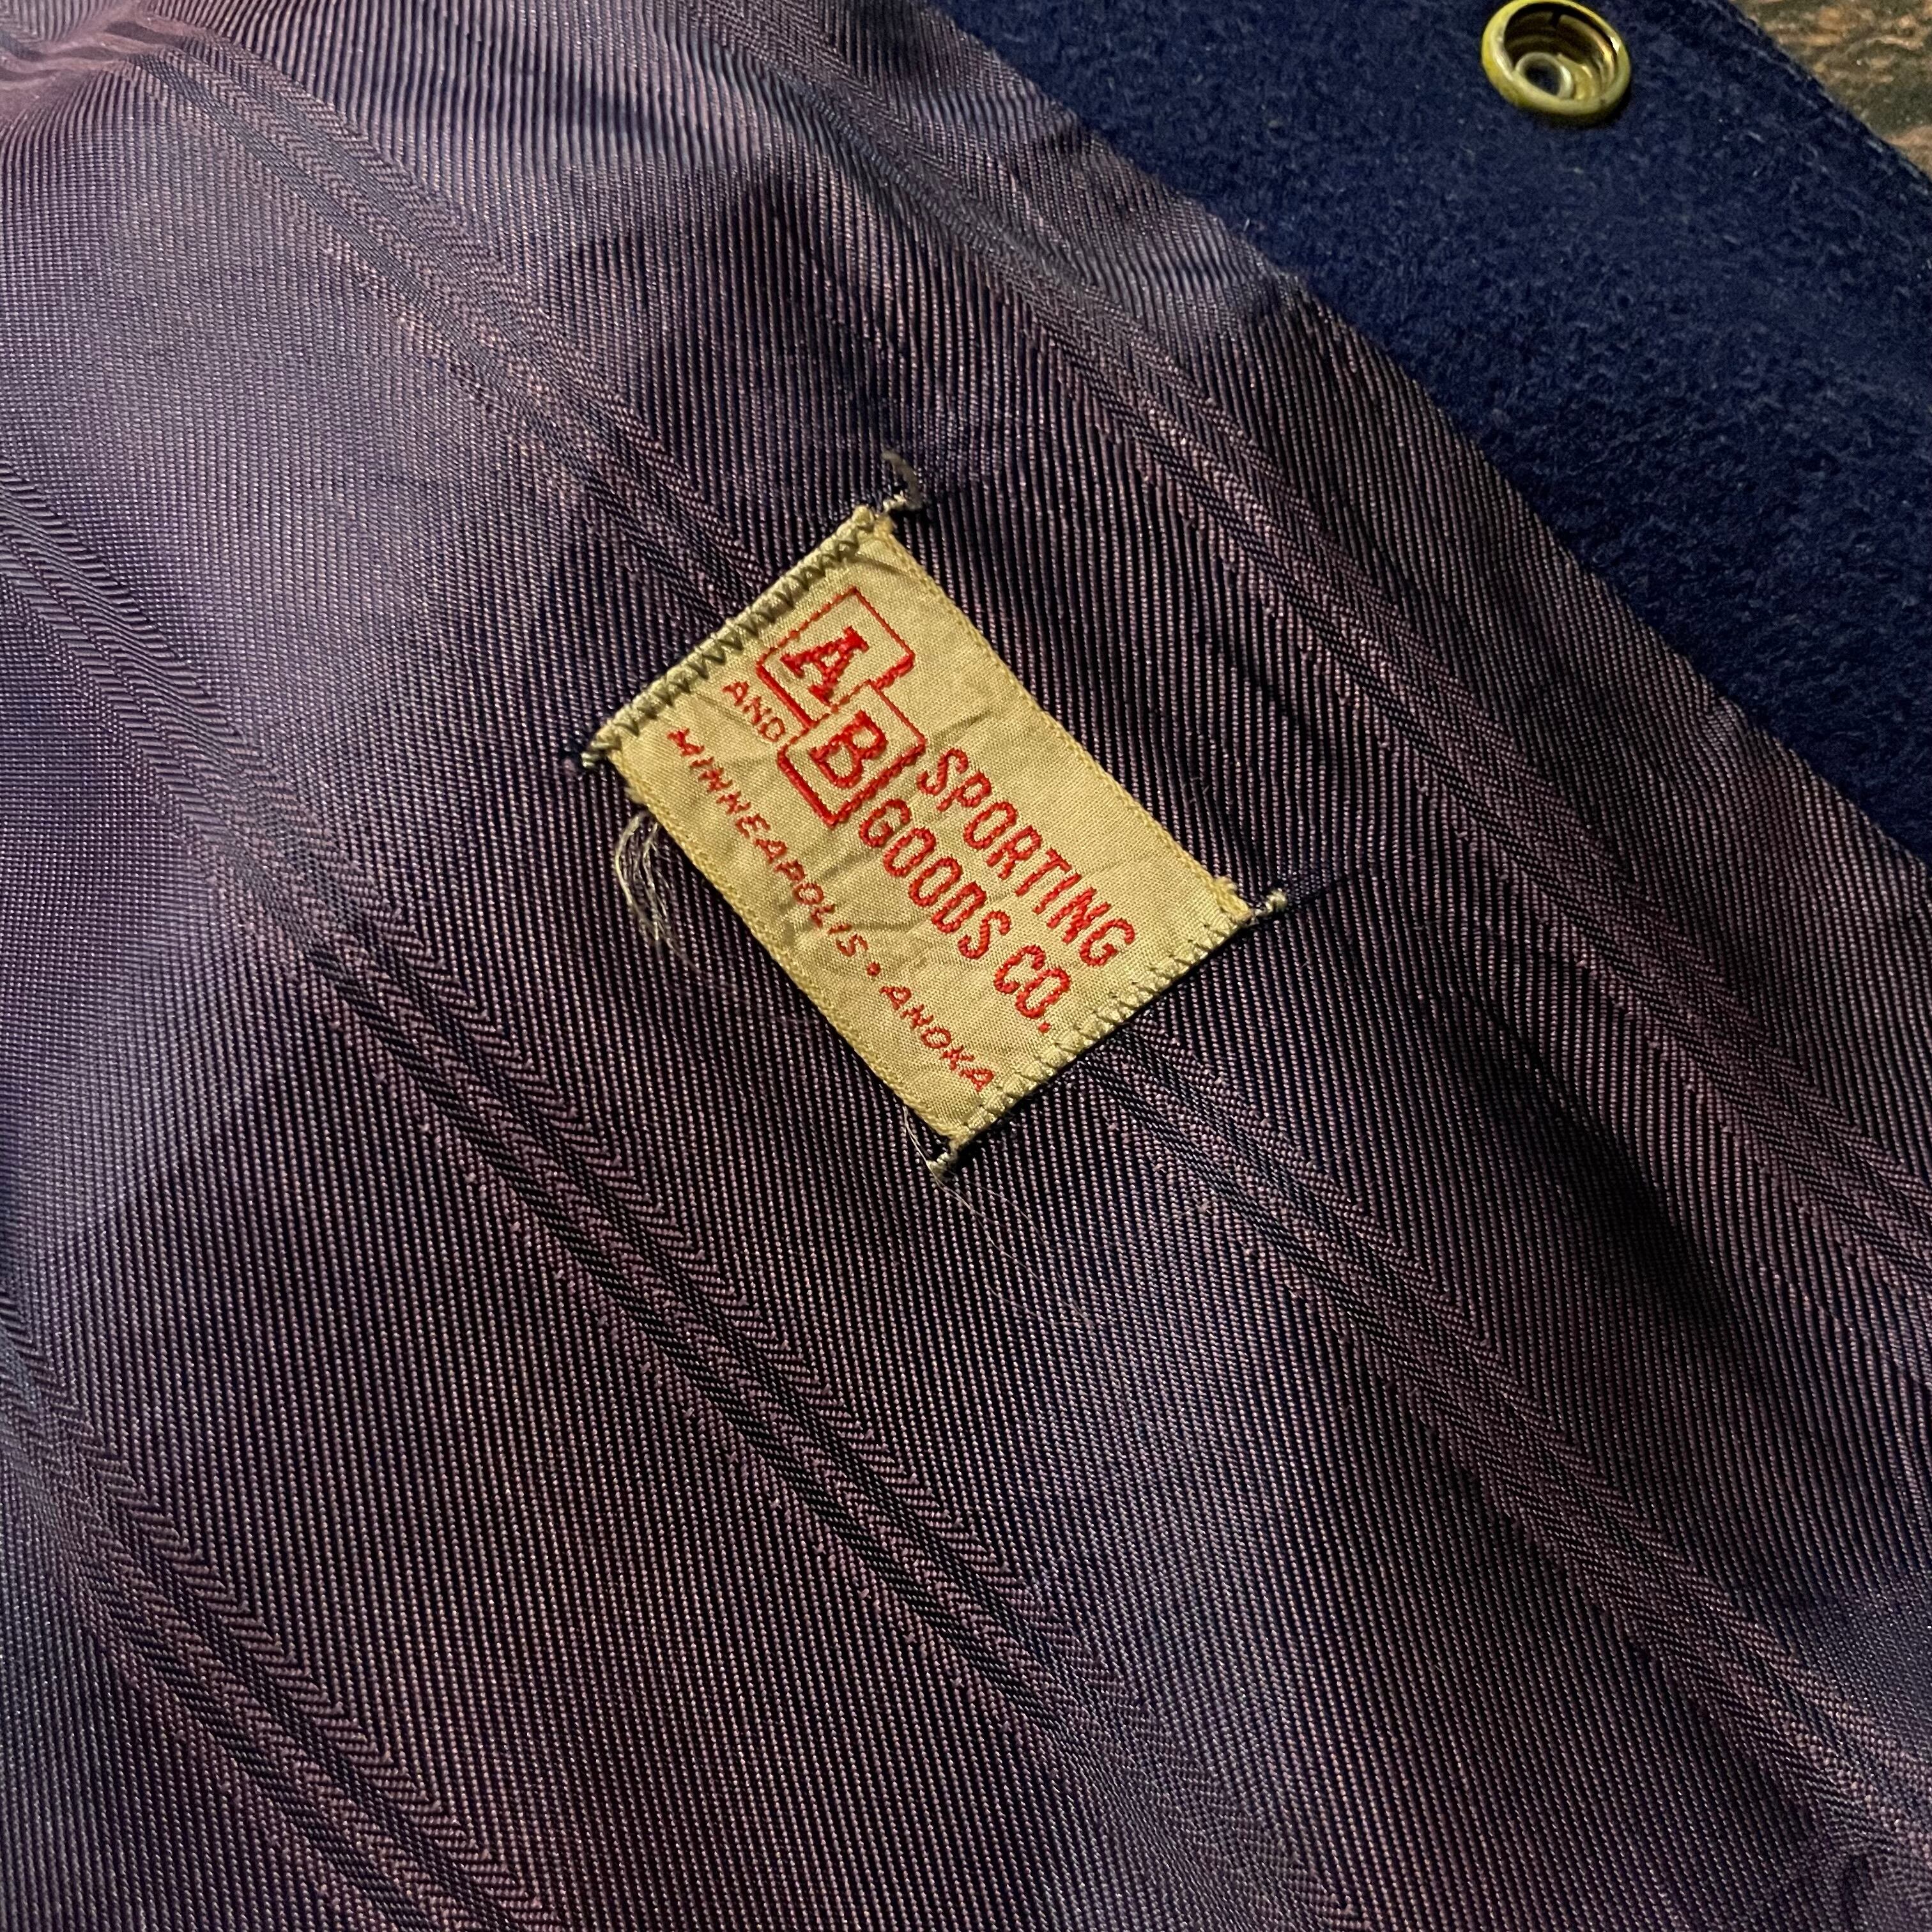 A
AND B SPORTING
GOODS CO.
MINNEAPOLIS • ANOKA